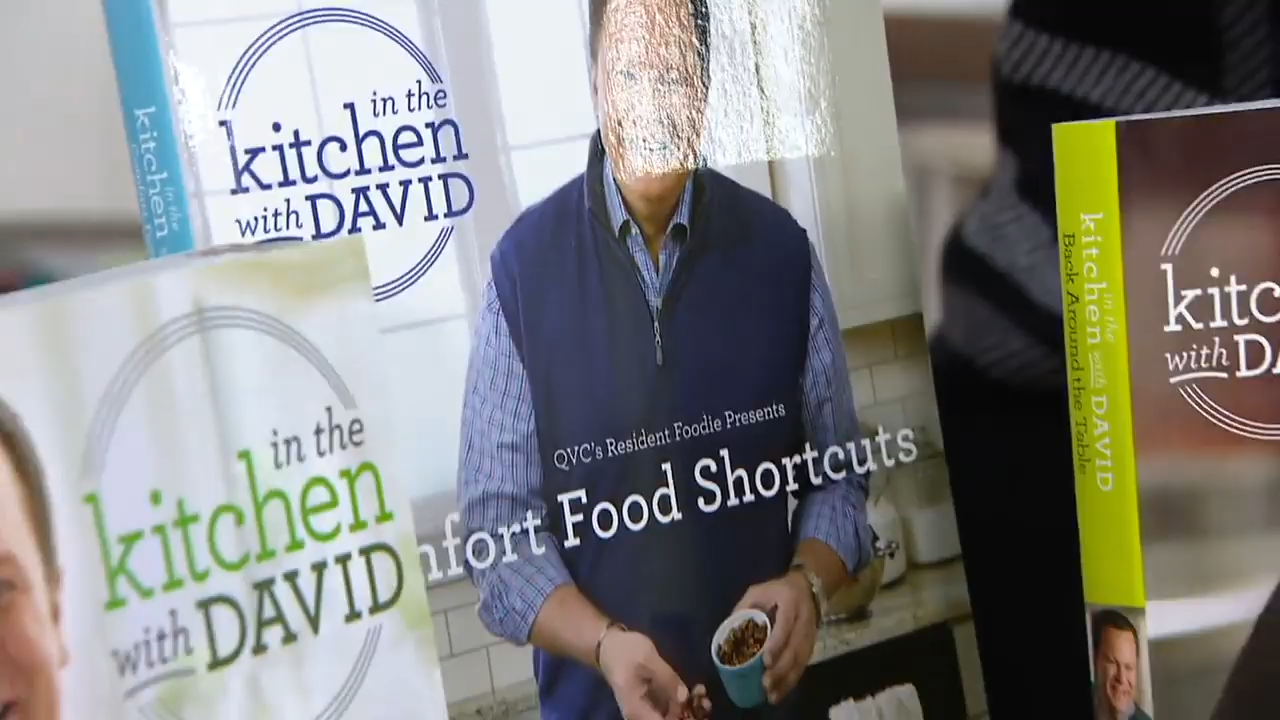 in the
kitchen
with DAVID
QVC's Resident Foodie Presents
nfort Food Shortcuts
in the
kitchen
in the
kitchen
with DAVID
in the
kitchen with DAVID
Back Around the Table
kitc
with DA